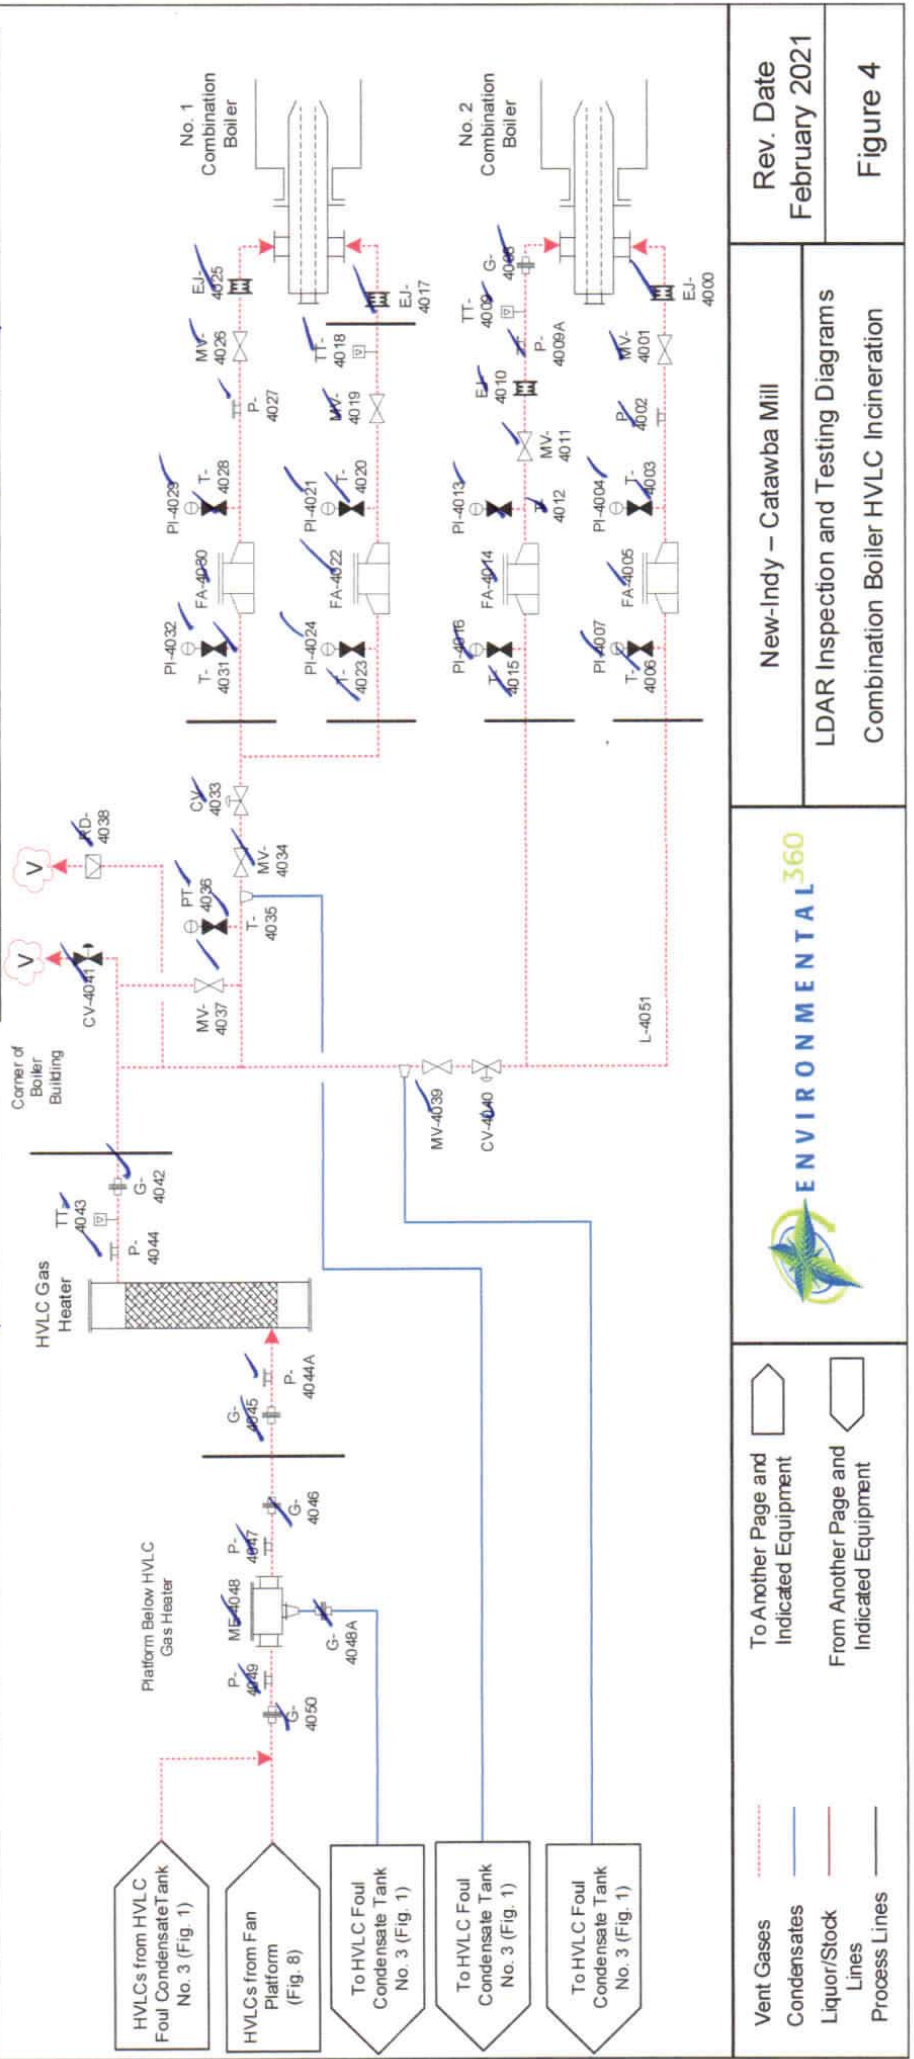 HVLCs from HVLC
Foul Condensate Tank
No. 3 (Fig. 1)
HVLCs from Fan
Platform
(Fig. 8)
To HVLC Foul
Condensate Tank
No. 3 (Fig. 1)
To HVLC Foul
Condensate Tank
No. 3 (Fig. 1)
To HVLC Foul
Condensate Tank
No. 3 (Fig. 1)
Platform Below HVLC
Gas Heater
G-
4050
P-
4049
ME-4048
G-
4048A
P-
4047
G-
4046
G-
4045
P-
4044A
HVLC Gas
Heater
P-
4044
TT-
4043
G-
4042
Corner of
Boiler
Building
CV-4041
V
RD-
4038
V
MV-
4037
PT-
4036
T-
4035
MV-
4034
CV-
4033
MV-4039
CV-4040
L-4051
PI-4032
T-
4031
FA-4030
PI-4029
T-
4028
P-
4027
MV-
4026
EJ-
4025
No. 1
Combination
Boiler
PI-4024
T-
4023
FA-4022
PI-4021
T-
4020
MV-
4019
TT-
4018
EJ-
4017
PI-4016
T-
4015
FA-4014
PI-4013
T-
4012
MV-
4011
EJ-
4010
P-
4009A
TT-
4009
G-
4008
No. 2
Combination
Boiler
PI-4007
T-
4006
FA-4005
PI-4004
T-
4003
P-
4002
MV-
4001
EJ-
4000
Vent Gases
Condensates
Liquor/Stock
Lines
Process Lines
To Another Page and
Indicated Equipment
From Another Page and
Indicated Equipment
ENVIRONMENTAL360
New-Indy – Catawba Mill
LDAR Inspection and Testing Diagrams
Combination Boiler HVLC Incineration
Rev. Date
February 2021
Figure 4